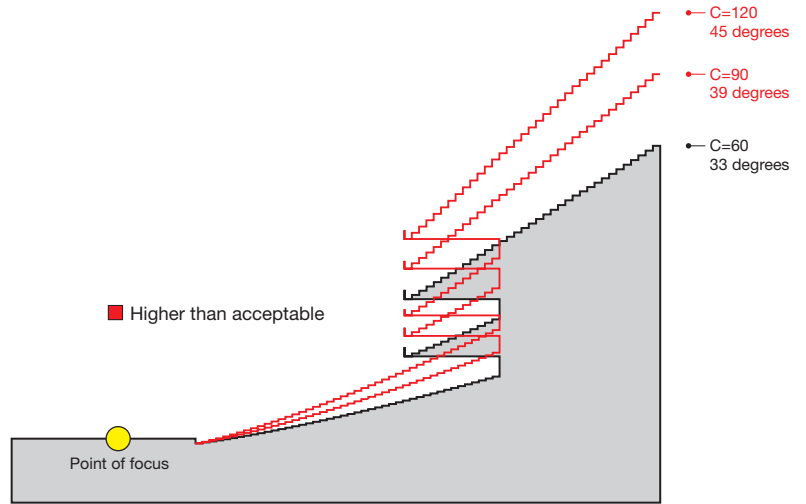 C=120
45 degrees
C=90
39 degrees
C=60
33 degrees
Higher than acceptable
Point of focus